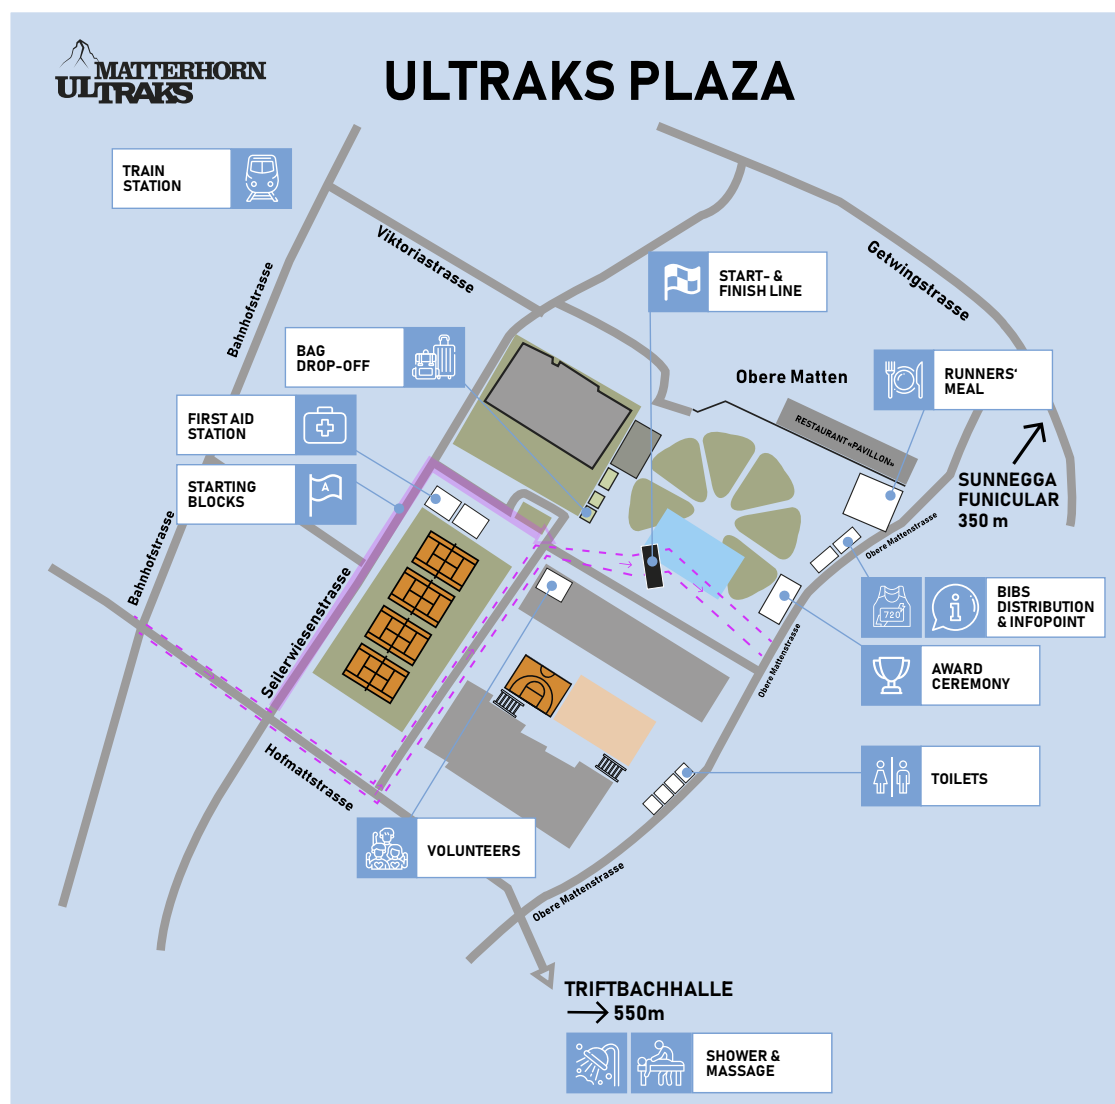 MATTERHORN
ULTRAKS
ULTRAKS PLAZA
TRAIN
STATION
Viktoriastrasse
Getwingstrasse
Bahnhofstrasse
START- &
FINISH LINE
BAG
DROP-OFF
Obere Matten
RUNNERS‘
MEAL
FIRST AID
STATION
RESTAURANT «PAVILLON»
STARTING
BLOCKS
A
SUNNEGGA
FUNICULAR
350 m
Bahnhofstrasse
Obere Mattenstrasse
Seilerwiesenstrasse
720
BIBS
DISTRIBUTION
& INFOPOINT
Obere Mattenstrasse
AWARD
CEREMONY
Hofmattstrasse
TOILETS
VOLUNTEERS
Obere Mattenstrasse
TRIFTBACHHALLE
550m
SHOWER &
MASSAGE